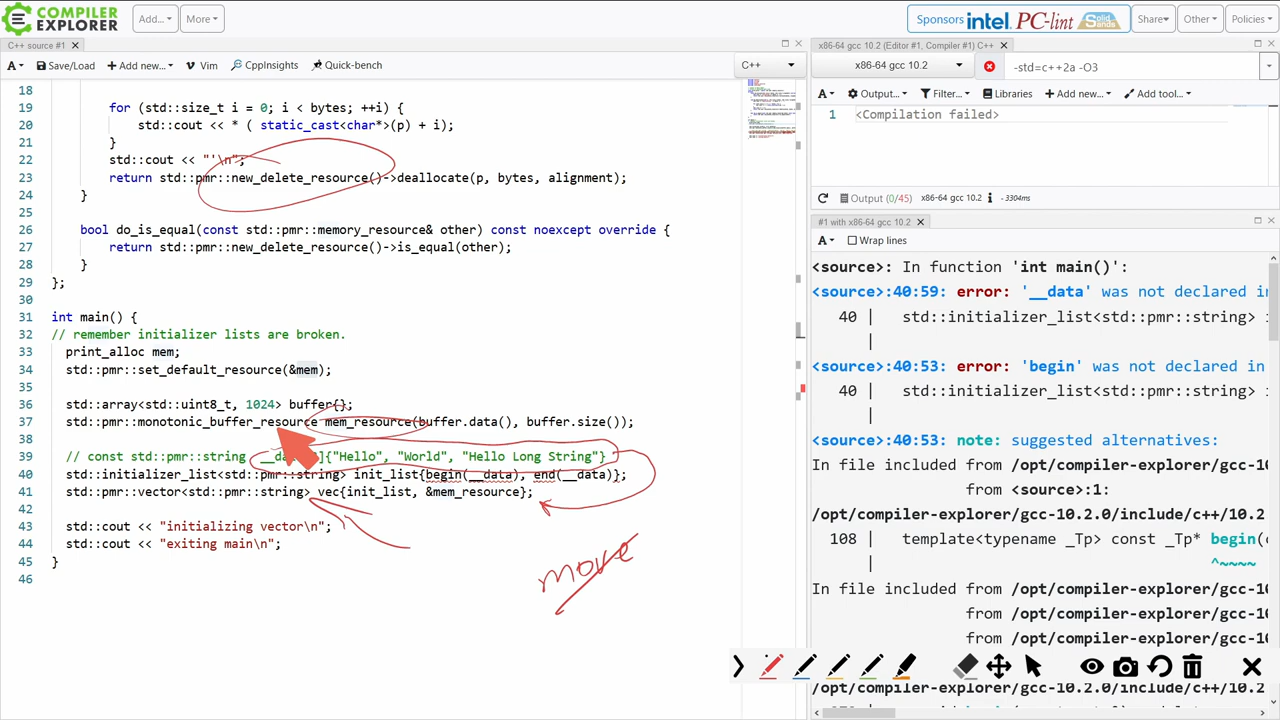 COMPILER EXPLORER
Add...
More
Sponsors intel. PC-lint Solid Sands
Share
Other
Policies
C++ source #1
A
Save/Load
+ Add new...
Vim
CppInsights
Quick-bench
C++
18
19 for (std::size_t i = 0; i < bytes; ++i) {
20 std::cout << * ( static_cast<char*>(p) + i);
21 }
22 std::cout << "'\n";
23 return std::pmr::new_delete_resource()->deallocate(p, bytes, alignment);
24 }
25
26 bool do_is_equal(const std::pmr::memory_resource& other) const noexcept override {
27 return std::pmr::new_delete_resource()->is_equal(other);
28 }
29 };
30
31 int main() {
32 // remember initializer lists are broken.
33 print_alloc mem;
34 std::pmr::set_default_resource(&mem);
35
36 std::array<std::uint8_t, 1024> buffer{};
37 std::pmr::monotonic_buffer_resource mem_resource(buffer.data(), buffer.size());
38
39 // const std::pmr::string ]{"Hello", "World", "Hello Long String"}
40 std::initializer_list<std::pmr::string> init_list{begin(__data), end(__data)};
41 std::pmr::vector<std::pmr::string> vec{init_list, &mem_resource};
42
43 std::cout << "initializing vector\n";
44 std::cout << "exiting main\n";
45 }
46
move
x86-64 gcc 10.2 (Editor #1, Compiler #1) C++
x86-64 gcc 10.2
-std=c++2a -O3
A
Output...
Filter...
Libraries
+ Add new...
Add tool...
1 <Compilation failed>
Output (0/45) x86-64 gcc 10.2 i - 3304ms
#1 with x86-64 gcc 10.2
A
Wrap lines
<source>: In function 'int main()':
<source>:40:59: error: '__data' was not declared in
40 | std::initializer_list<std::pmr::string> i
|
<source>:40:53: error: 'begin' was not declared in
40 | std::initializer_list<std::pmr::string> i
|
<source>:40:53: note: suggested alternatives:
In file included from /opt/compiler-explorer/gcc-10
from <source>:1:
/opt/compiler-explorer/gcc-10.2.0/include/c++/10.2
108 | template<typename _Tp> const _Tp* begin(
| ^~~~~
In file included from /opt/compiler-explorer/gcc-10
from /opt/compiler-explorer/gcc-10
from /opt/compiler-explorer/gcc-10
/opt/compiler-explorer/gcc-10.2.0/include/c++/10.2